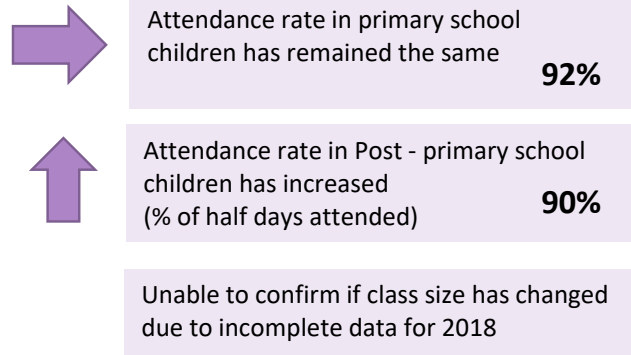 Attendance rate in primary school
children has remained the same
92%
Attendance rate in Post - primary school
children has increased
(% of half days attended)
90%
Unable to confirm if class size has changed
due to incomplete data for 2018